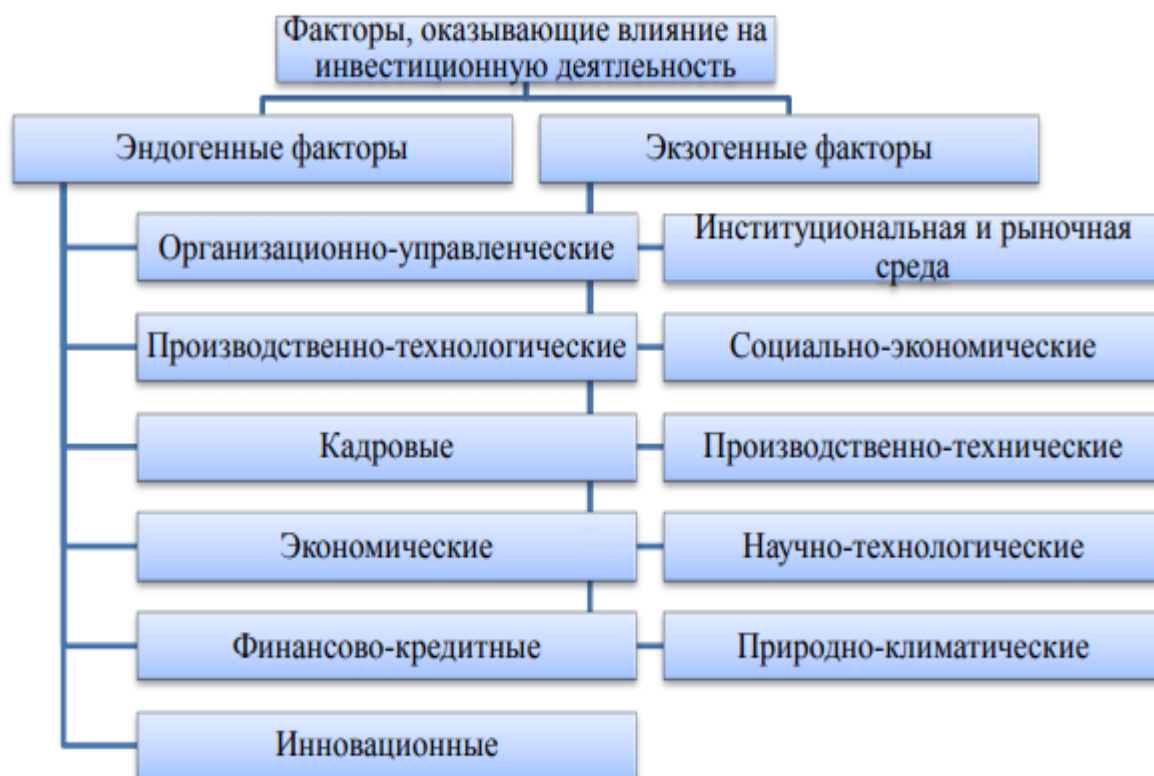 Факторы, оказывающие влияние на
инвестиционную деятлеьность
Эндогенные факторы
Организационно-управленческие
Производственно-технологические
Кадровые
Экономические
Финансово-кредитные
Инновационные
Экзогенные факторы
Институциональная и рыночная
среда
Социально-экономические
Производственно-технические
Научно-технологические
Природно-климатические